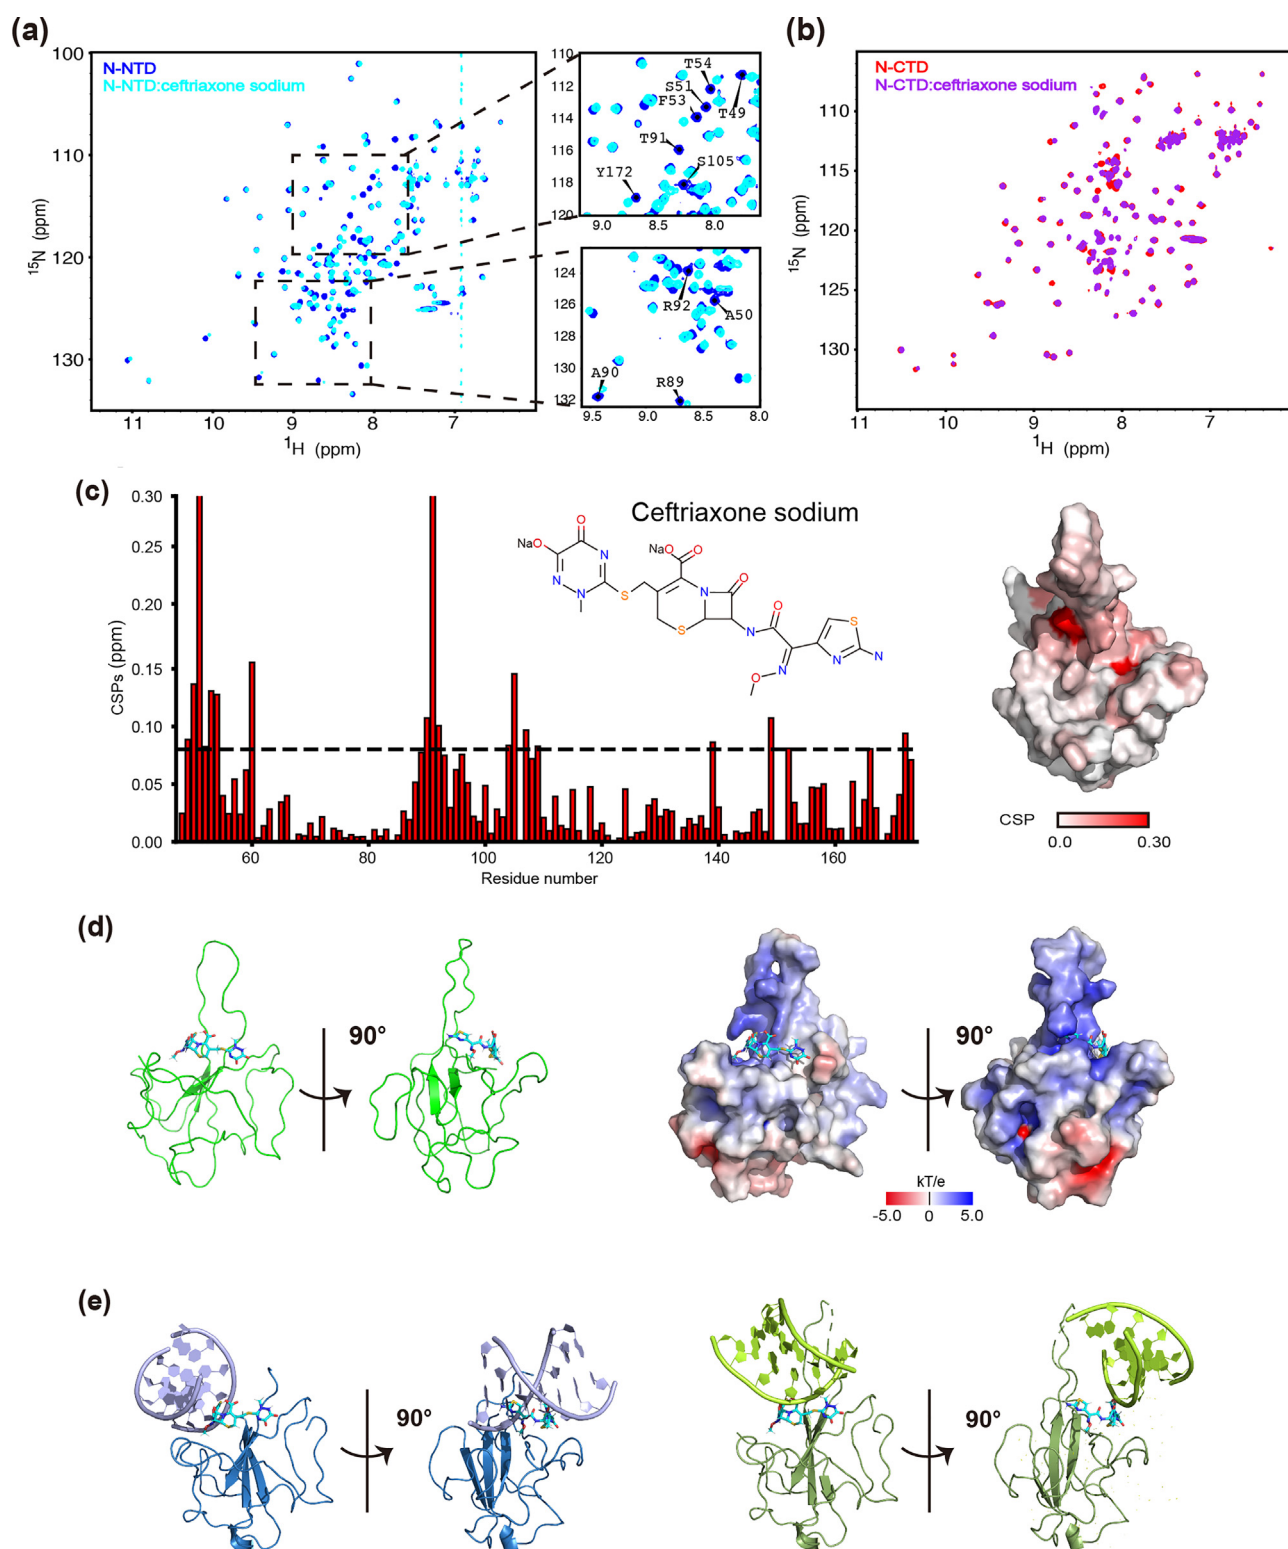 (a)
N-NTD
N-NTD:ceftriaxone sodium
100
110
120
130
15N (ppm)
11
10
9
8
7
1H (ppm)
110
112
114
116
118
120
T54
S51
F53
T49
T91
S105
Y172
9.0
8.5
8.0
124
126
128
130
132
R92
A50
A90
R89
9.5
9.0
8.5
8.0
(b)
N-CTD
N-CTD:ceftriaxone sodium
110
115
120
125
130
15N (ppm)
11
10
9
8
7
1H (ppm)
(c)
0.30
0.25
0.20
0.15
0.10
0.05
0.00
CSPs (ppm)
60
80
100
120
140
160
Residue number
Ceftriaxone sodium
O
NaO
N
N
N
S
NaO
O
N
O
S
N
O
S
N
N
N
O
CSP
0.0
0.30
(d)
90°
90°
kT/e
-5.0
0
5.0
(e)
90°
90°